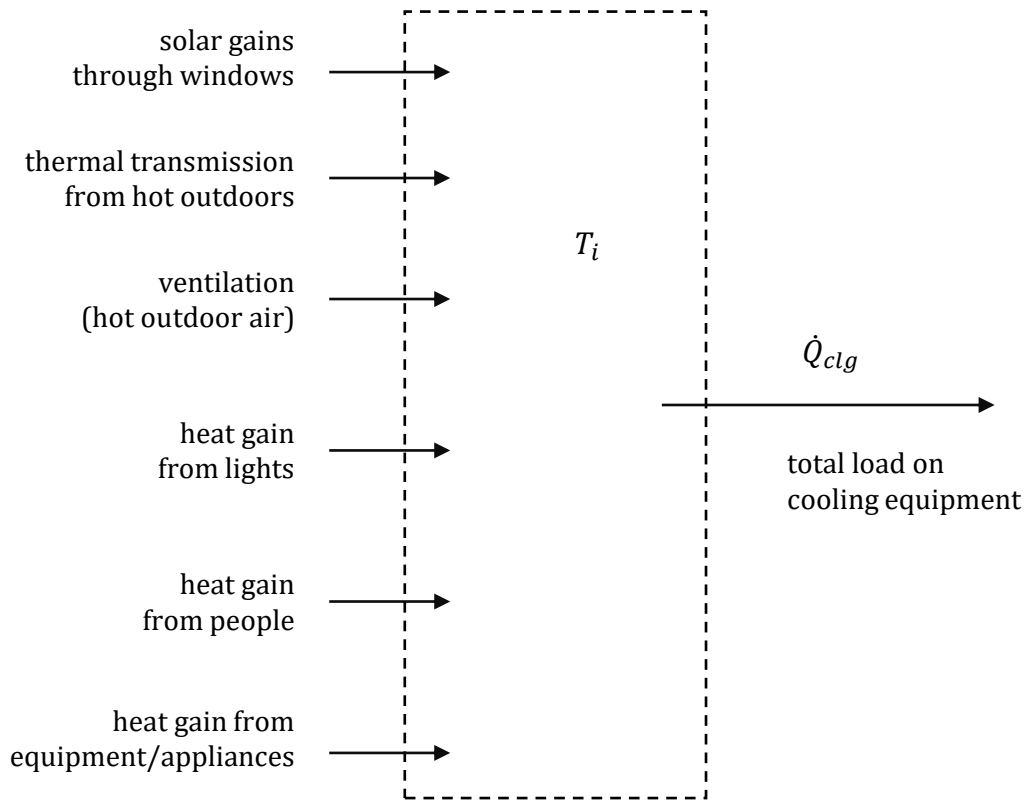 solar gains
through windows
thermal transmission
from hot outdoors
T_i
ventilation
(hot outdoor air)
Q̇_clg
heat gain
from lights
total load on
cooling equipment
heat gain
from people
heat gain from
equipment/appliances